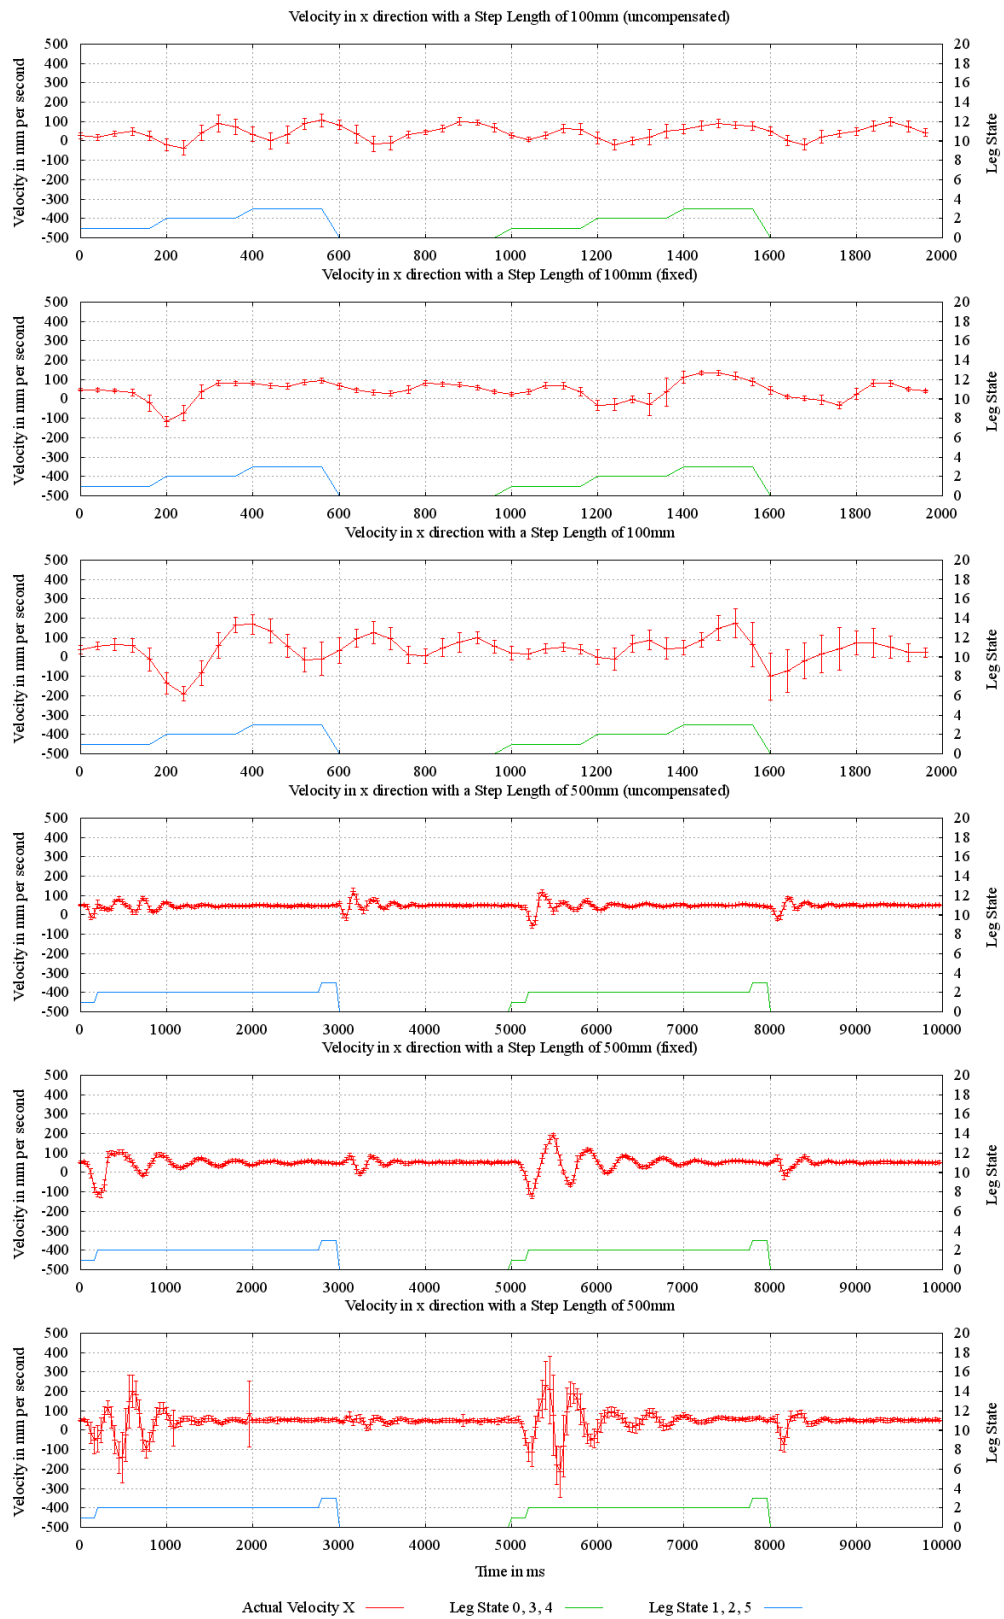 Velocity in x direction with a Step Length of 100mm (uncompensated)
500 400 300 200 100 0 -100 -200 -300 -400 -500
Velocity in mm per second
20 18 16 14 12 10 8 6 4 2 0
Leg State
0 200 400 600 800 1000 1200 1400 1600 1800 2000
Velocity in x direction with a Step Length of 100mm (fixed)
500 400 300 200 100 0 -100 -200 -300 -400 -500
Velocity in mm per second
20 18 16 14 12 10 8 6 4 2 0
Leg State
0 200 400 600 800 1000 1200 1400 1600 1800 2000
Velocity in x direction with a Step Length of 100mm
500 400 300 200 100 0 -100 -200 -300 -400 -500
Velocity in mm per second
20 18 16 14 12 10 8 6 4 2 0
Leg State
0 200 400 600 800 1000 1200 1400 1600 1800 2000
Velocity in x direction with a Step Length of 500mm (uncompensated)
500 400 300 200 100 0 -100 -200 -300 -400 -500
Velocity in mm per second
20 18 16 14 12 10 8 6 4 2 0
Leg State
0 1000 2000 3000 4000 5000 6000 7000 8000 9000 10000
Velocity in x direction with a Step Length of 500mm (fixed)
500 400 300 200 100 0 -100 -200 -300 -400 -500
Velocity in mm per second
20 18 16 14 12 10 8 6 4 2 0
Leg State
0 1000 2000 3000 4000 5000 6000 7000 8000 9000 10000
Velocity in x direction with a Step Length of 500mm
500 400 300 200 100 0 -100 -200 -300 -400 -500
Velocity in mm per second
20 18 16 14 12 10 8 6 4 2 0
Leg State
0 1000 2000 3000 4000 5000 6000 7000 8000 9000 10000
Time in ms
Actual Velocity X Leg State 0, 3, 4 Leg State 1, 2, 5